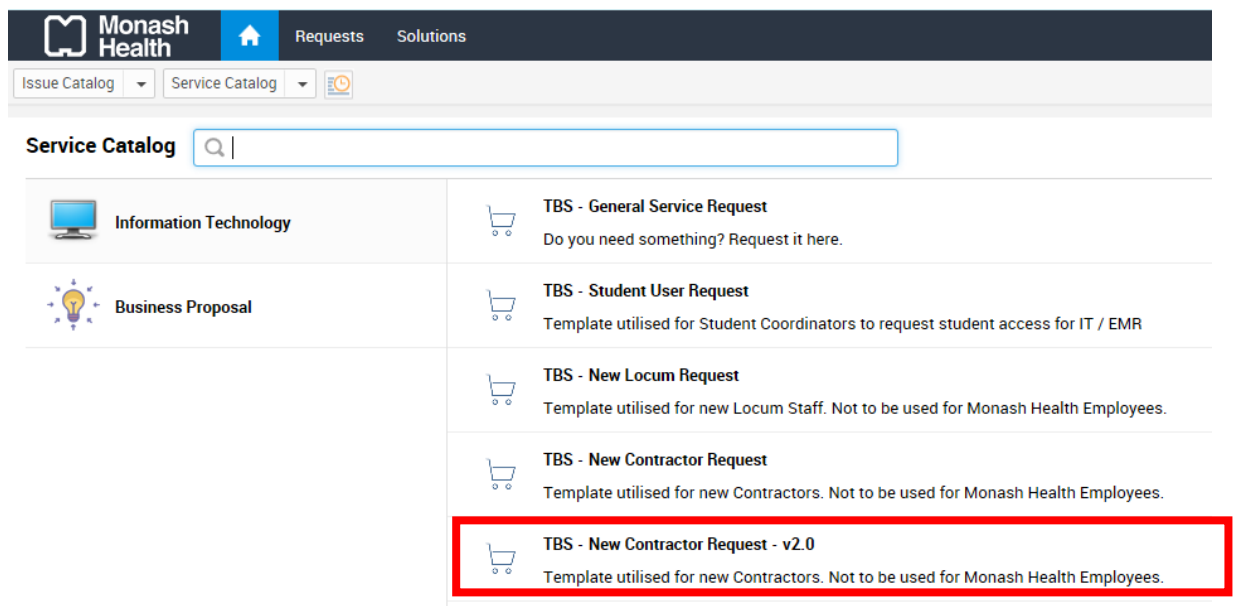 Monash
Health
Requests
Solutions
Issue Catalog
Service Catalog
Service Catalog
Information Technology
Business Proposal
TBS - General Service Request
Do you need something? Request it here.
TBS - Student User Request
Template utilised for Student Coordinators to request student access for IT / EMR
TBS - New Locum Request
Template utilised for new Locum Staff. Not to be used for Monash Health Employees.
TBS - New Contractor Request
Template utilised for new Contractors. Not to be used for Monash Health Employees.
TBS - New Contractor Request - v2.0
Template utilised for new Contractors. Not to be used for Monash Health Employees.